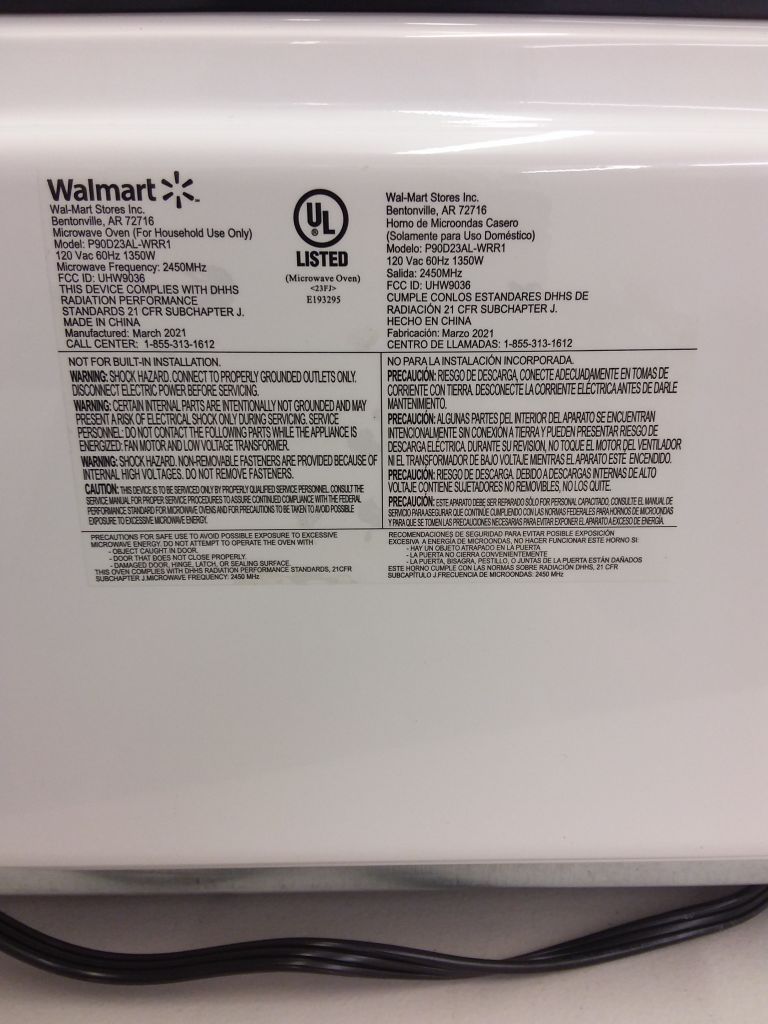 Walmart
Wal-Mart Stores Inc.
Bentonville, AR 72716
Microwave Oven (For Household Use Only)
Model: P90D23AL-WRR1
120 Vac 60Hz 1350W
Microwave Frequency: 2450MHz
FCC ID: UHW9036
THIS DEVICE COMPLIES WITH DHHS
RADIATION PERFORMANCE
STANDARDS 21 CFR SUBCHAPTER J.
MADE IN CHINA
Manufactured: March 2021
CALL CENTER: 1-855-313-1612
UL
®
LISTED
(Microwave Oven)
<23FJ>
E193295
Wal-Mart Stores Inc.
Bentonville, AR 72716
Horno de Microondas Casero
(Solamente para Uso Doméstico)
Modelo: P90D23AL-WRR1
120 Vac 60Hz 1350W
Salida: 2450MHz
FCC ID: UHW9036
CUMPLE CONLOS ESTANDARES DHHS DE
RADIACIÓN 21 CFR SUBCHAPTER J.
HECHO EN CHINA
Fabricación: Marzo 2021
CENTRO DE LLAMADAS: 1-855-313-1612
NOT FOR BUILT-IN INSTALLATION.
WARNING: SHOCK HAZARD. CONNECT TO PROPERLY GROUNDED OUTLETS ONLY.
DISCONNECT ELECTRIC POWER BEFORE SERVICING.
WARNING: CERTAIN INTERNAL PARTS ARE INTENTIONALLY NOT GROUNDED AND MAY
PRESENT A RISK OF ELECTRICAL SHOCK ONLY DURING SERVICING. SERVICE
PERSONNEL: DO NOT CONTACT THE FOLLOWING PARTS WHILE THE APPLIANCE IS
ENERGIZED: FAN MOTOR AND LOW VOLTAGE TRANSFORMER.
WARNING: SHOCK HAZARD. NON-REMOVABLE FASTENERS ARE PROVIDED BECAUSE OF
INTERNAL HIGH VOLTAGES. DO NOT REMOVE FASTENERS.
CAUTION: THIS DEVICE IS TO BE SERVICED ONLY BY PROPERLY QUALIFIED SERVICE PERSONNEL. CONSULT THE
SERVICE MANUAL FOR PROPER SERVICE PROCEDURES TO ASSURE CONTINUED COMPLIANCE WITH THE FEDERAL
PERFORMANCE STANDARD FOR MICROWAVE OVENS AND FOR PRECAUTIONS TO BE TAKEN TO AVOID POSSIBLE
EXPOSURE TO EXCESSIVE MICROWAVE ENERGY.
NO PARA LA INSTALACIÓN INCORPORADA.
PRECAUCIÓN: RIESGO DE DESCARGA, CONECTE ADECUADAMENTE EN TOMAS DE
CORRIENTE CON TIERRA. DESCONECTE LA CORRIENTE ELÉCTRICA ANTES DE DARLE
MANTENIMIENTO.
PRECAUCIÓN: ALGUNAS PARTES DEL INTERIOR DEL APARATO SE ENCUENTRAN
INTENCIONALMENTE SIN CONEXIÓN A TIERRA Y PUEDEN PRESENTAR RIESGO DE
DESCARGA ELÉCTRICA. DURANTE SU REVISIÓN, NO TOQUE EL MOTOR DEL VENTILADOR
NI EL TRANSFORMADOR DE BAJO VOLTAJE MIENTRAS EL APARATO ESTÉ ENCENDIDO.
PRECAUCIÓN: RIESGO DE DESCARGA. DEBIDO A DESCARGAS INTERNAS DE ALTO
VOLTAJE CONTIENE SUJETADORES NO REMOVIBLES, NO LOS QUITE.
PRECAUCIÓN: ESTE APARATO DEBE SER REPARADO SÓLO POR PERSONAL CAPACITADO, CONSULTE EL MANUAL DE
SERVICIO PARA ASEGURAR QUE CONTINUE CUMPLIENDO CON LAS NORMAS FEDERALES PARA HORNOS DE MICROONDAS
Y PARA QUE SE TOMEN LAS PRECAUCIONES NECESARIAS PARA EVITAR EXPONER EL APARATO A EXCESO DE ENERGÍA.
PRECAUTIONS FOR SAFE USE TO AVOID POSSIBLE EXPOSURE TO EXCESSIVE
MICROWAVE ENERGY: DO NOT ATTEMPT TO OPERATE THE OVEN WITH
- OBJECT CAUGHT IN DOOR.
- DOOR THAT DOES NOT CLOSE PROPERLY.
- DAMAGED DOOR, HINGE, LATCH, OR SEALING SURFACE.
THIS OVEN COMPLIES WITH DHHS RADIATION PERFORMANCE STANDARDS, 21CFR
SUBCHAPTER J.MICROWAVE FREQUENCY: 2450 MHz
RECOMENDACIONES DE SEGURIDAD PARA EVITAR POSIBLE EXPOSICIÓN
EXCESIVA A ENERGÍA DE MICROONDAS, NO HACER FUNCIONAR ESTE HORNO SI:
- HAY UN OBJETO ATRAPADO EN LA PUERTA
- LA PUERTA NO CIERRA CONVENIENTEMENTE
- LA PUERTA, BISAGRA, PESTILLO, O JUNTAS DE LA PUERTA ESTÁN DAÑADOS
ESTE HORNO CUMPLE CON LAS NORMAS SOBRE RADIACIÓN DHHS, 21 CFR
SUBCAPÍTULO J.FRECUENCIA DE MICROONDAS: 2450 MHz